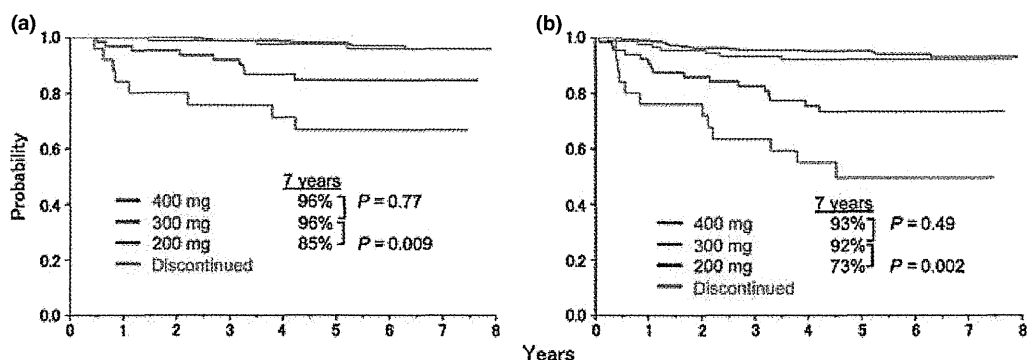 (a)
1.0
0.8
0.6
0.4
0.2
0.0
Probability
7 years
400 mg 96% P = 0.77
300 mg 96%
200 mg 85% P = 0.009
Discontinued
0 1 2 3 4 5 6 7 8
(b)
1.0
0.8
0.6
0.4
0.2
0.0
7 years
400 mg 93% P = 0.49
300 mg 92%
200 mg 73% P = 0.002
Discontinued
0 1 2 3 4 5 6 7 8
Years